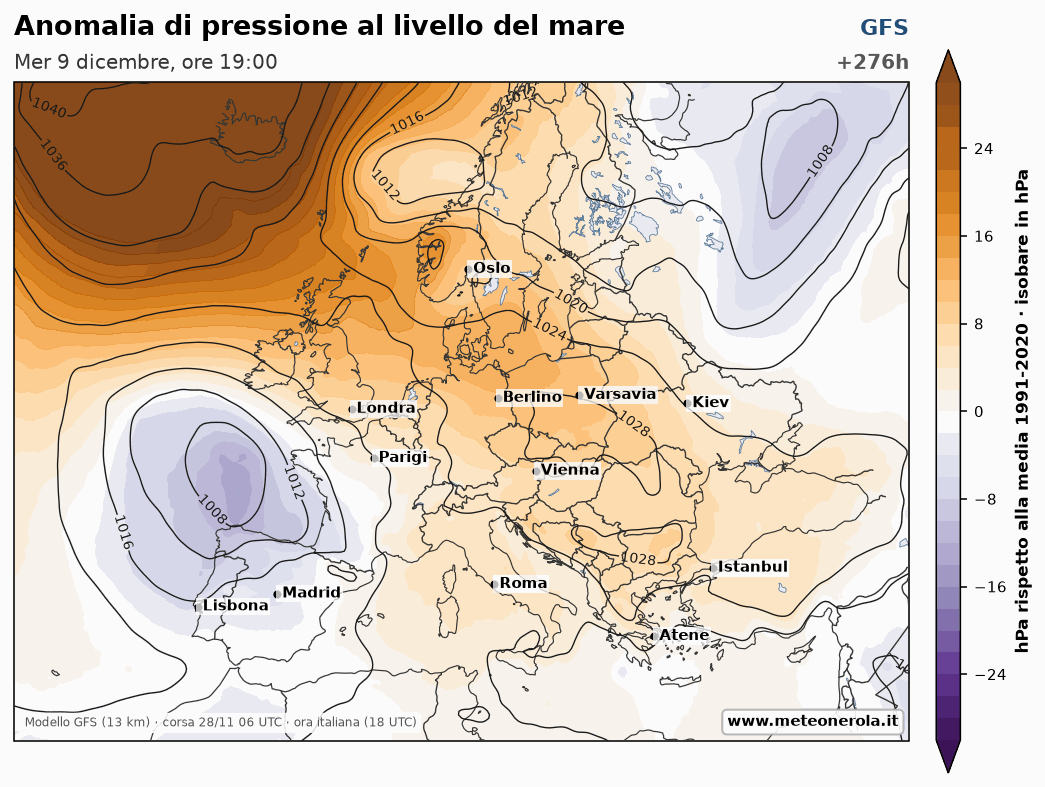 Anomalia di pressione al livello del mare
GFS
Mer 9 dicembre, ore 19:00
+276h
1040
1036
1016
1012
1012
1008
Oslo
1020
1024
Londra
Berlino
Varsavia
Kiev
1028
Parigi
Vienna
1012
1008
1016
1028
Istanbul
Roma
Madrid
Lisbona
Atene
Modello GFS (13 km) · corsa 28/11 06 UTC · ora italiana (18 UTC)
www.meteonerola.it
24
16
8
0
−8
−16
−24
hPa rispetto alla media 1991-2020 · isobare in hPa